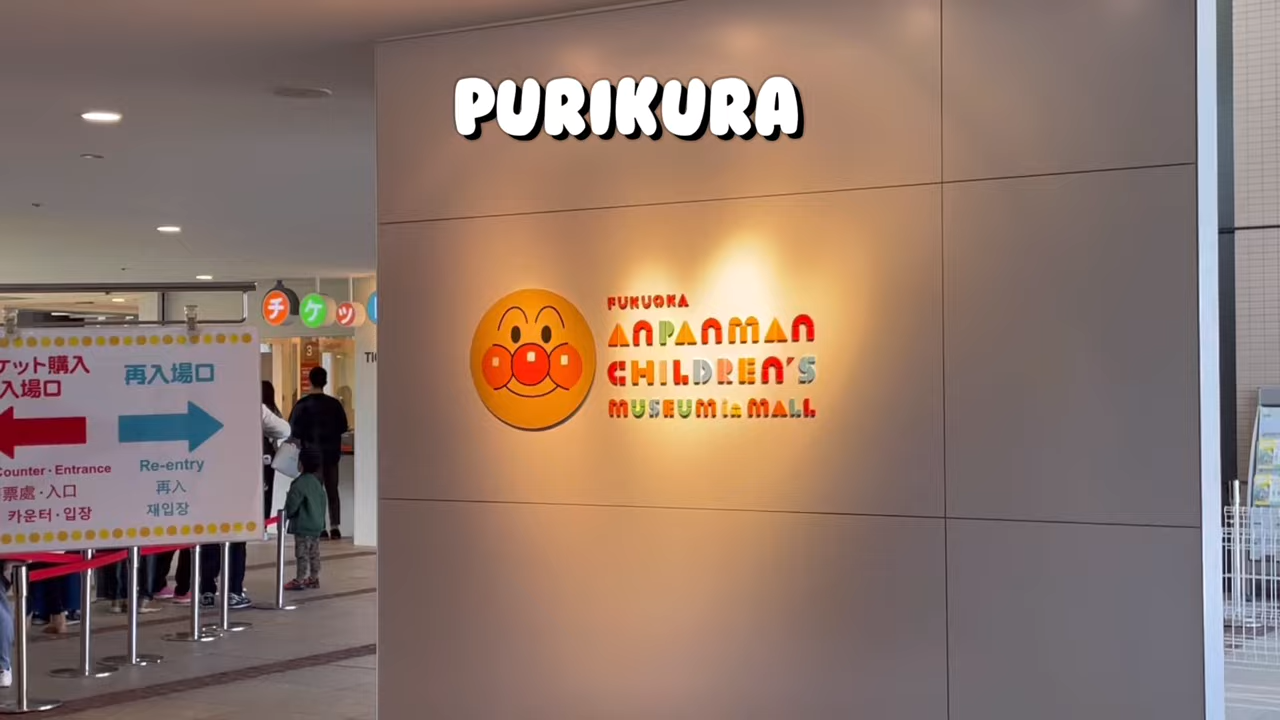 PURIKURA
FUKUOKA
ANPANMAN
CHILDREN'S
MUSEUM in MALL
チケッ
3
ケット購入
入場口
再入場口
Counter・Entrance
Re-entry
票處・入口
再入
카운터・입장
재입장